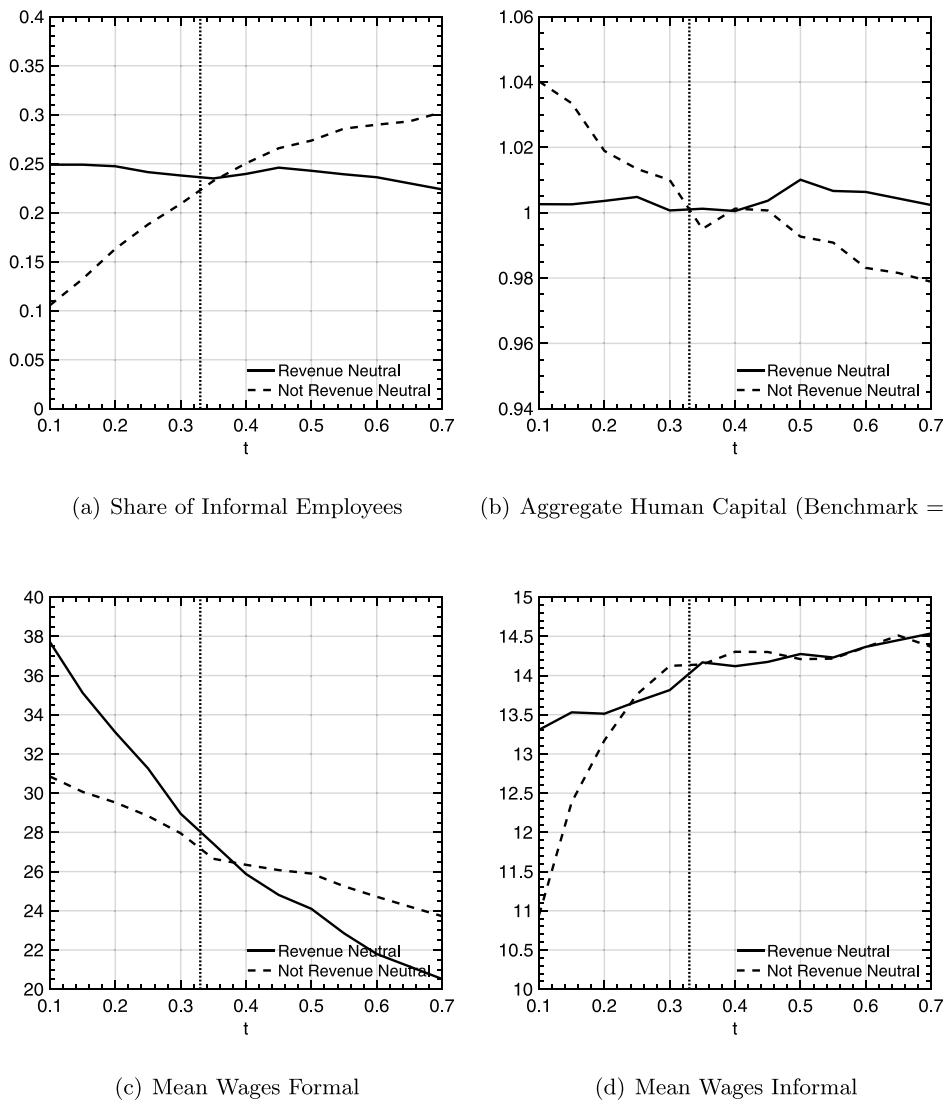 0.4
0.35
0.3
0.25
0.2
0.15
0.1
0.05
0
0.1 0.2 0.3 0.4 0.5 0.6 0.7
t
Revenue Neutral
Not Revenue Neutral
(a) Share of Informal Employees
1.06
1.04
1.02
1
0.98
0.96
0.94
0.1 0.2 0.3 0.4 0.5 0.6 0.7
t
Revenue Neutral
Not Revenue Neutral
(b) Aggregate Human Capital (Benchmark =
40
38
36
34
32
30
28
26
24
22
20
0.1 0.2 0.3 0.4 0.5 0.6 0.7
t
Revenue Neutral
Not Revenue Neutral
(c) Mean Wages Formal
15
14.5
14
13.5
13
12.5
12
11.5
11
10.5
10
0.1 0.2 0.3 0.4 0.5 0.6 0.7
t
Revenue Neutral
Not Revenue Neutral
(d) Mean Wages Informal